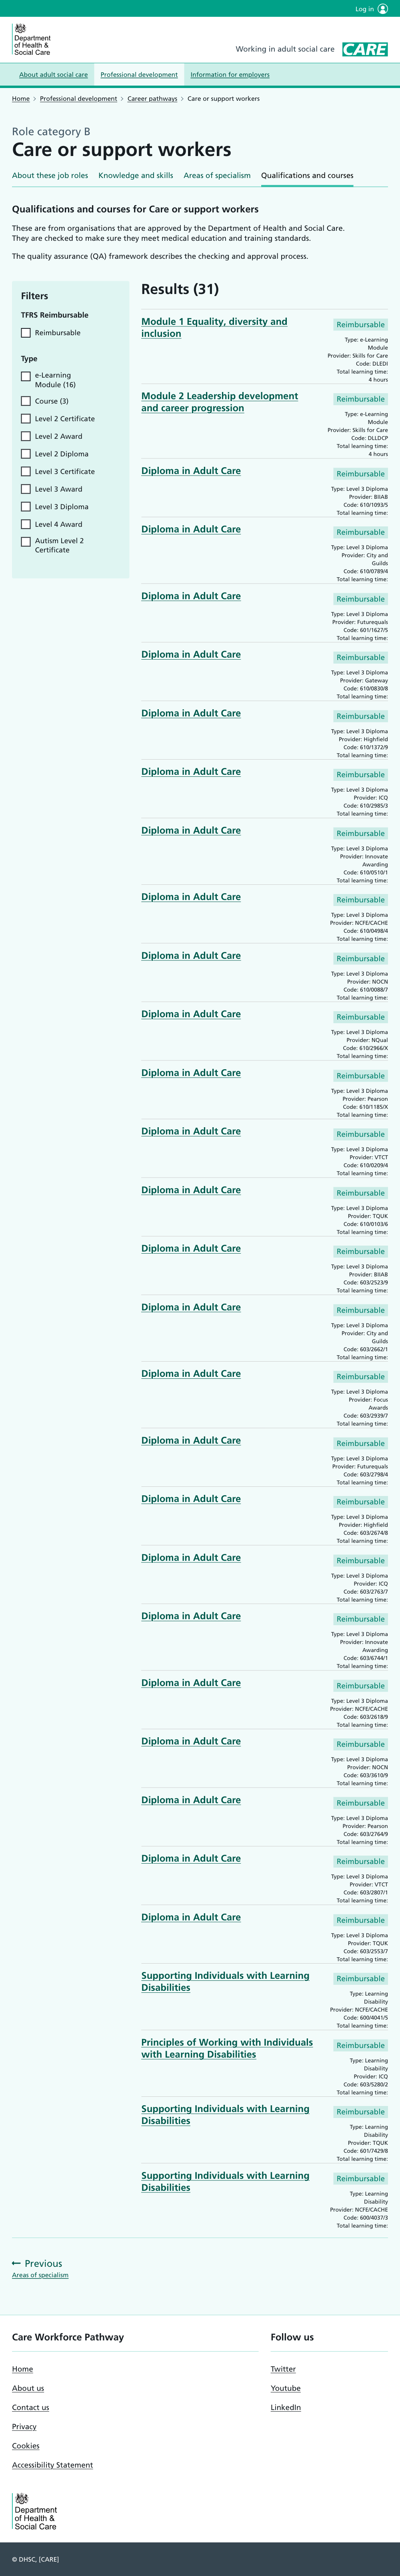 Log in
Department
of Health &
Social Care
Working in adult social care
CARE
About adult social care
Professional development
Information for employers
Home > Professional development > Career pathways > Care or support workers
Role category B
Care or support workers
About these job roles
Knowledge and skills
Areas of specialism
Qualifications and courses
Qualifications and courses for Care or support workers
These are from organisations that are approved by the Department of Health and Social Care.
They are checked to make sure they meet medical education and training standards.
The quality assurance (QA) framework describes the checking and approval process.
Filters
TFRS Reimbursable
Reimbursable
Type
e-Learning
Module (16)
Course (3)
Level 2 Certificate
Level 2 Award
Level 2 Diploma
Level 3 Certificate
Level 3 Award
Level 3 Diploma
Level 4 Award
Autism Level 2
Certificate
Results (31)
Module 1 Equality, diversity and
inclusion
Reimbursable
Type: e-Learning
Module
Provider: Skills for Care
Code: DLEDI
Total learning time:
4 hours
Module 2 Leadership development
and career progression
Reimbursable
Type: e-Learning
Module
Provider: Skills for Care
Code: DLLDCP
Total learning time:
4 hours
Diploma in Adult Care
Reimbursable
Type: Level 3 Diploma
Provider: BIIAB
Code: 610/1093/5
Total learning time:
Diploma in Adult Care
Reimbursable
Type: Level 3 Diploma
Provider: City and
Guilds
Code: 610/0789/4
Total learning time:
Diploma in Adult Care
Reimbursable
Type: Level 3 Diploma
Provider: Futurequals
Code: 601/1627/5
Total learning time:
Diploma in Adult Care
Reimbursable
Type: Level 3 Diploma
Provider: Gateway
Code: 610/0830/8
Total learning time:
Diploma in Adult Care
Reimbursable
Type: Level 3 Diploma
Provider: Highfield
Code: 610/1372/9
Total learning time:
Diploma in Adult Care
Reimbursable
Type: Level 3 Diploma
Provider: ICQ
Code: 610/2985/3
Total learning time:
Diploma in Adult Care
Reimbursable
Type: Level 3 Diploma
Provider: Innovate
Awarding
Code: 610/0510/1
Total learning time:
Diploma in Adult Care
Reimbursable
Type: Level 3 Diploma
Provider: NCFE/CACHE
Code: 610/0498/4
Total learning time:
Diploma in Adult Care
Reimbursable
Type: Level 3 Diploma
Provider: NOCN
Code: 610/0088/7
Total learning time:
Diploma in Adult Care
Reimbursable
Type: Level 3 Diploma
Provider: NQual
Code: 610/2966/X
Total learning time:
Diploma in Adult Care
Reimbursable
Type: Level 3 Diploma
Provider: Pearson
Code: 610/1185/X
Total learning time:
Diploma in Adult Care
Reimbursable
Type: Level 3 Diploma
Provider: VTCT
Code: 610/0209/4
Total learning time:
Diploma in Adult Care
Reimbursable
Type: Level 3 Diploma
Provider: TQUK
Code: 610/0103/6
Total learning time:
Diploma in Adult Care
Reimbursable
Type: Level 3 Diploma
Provider: BIIAB
Code: 603/2523/9
Total learning time:
Diploma in Adult Care
Reimbursable
Type: Level 3 Diploma
Provider: City and
Guilds
Code: 603/2662/1
Total learning time:
Diploma in Adult Care
Reimbursable
Type: Level 3 Diploma
Provider: Focus
Awards
Code: 603/2939/7
Total learning time:
Diploma in Adult Care
Reimbursable
Type: Level 3 Diploma
Provider: Futurequals
Code: 603/2798/4
Total learning time:
Diploma in Adult Care
Reimbursable
Type: Level 3 Diploma
Provider: Highfield
Code: 603/2674/8
Total learning time:
Diploma in Adult Care
Reimbursable
Type: Level 3 Diploma
Provider: ICQ
Code: 603/2763/7
Total learning time:
Diploma in Adult Care
Reimbursable
Type: Level 3 Diploma
Provider: Innovate
Awarding
Code: 603/6744/1
Total learning time:
Diploma in Adult Care
Reimbursable
Type: Level 3 Diploma
Provider: NCFE/CACHE
Code: 603/2618/9
Total learning time:
Diploma in Adult Care
Reimbursable
Type: Level 3 Diploma
Provider: NOCN
Code: 603/3610/9
Total learning time:
Diploma in Adult Care
Reimbursable
Type: Level 3 Diploma
Provider: Pearson
Code: 603/2764/9
Total learning time:
Diploma in Adult Care
Reimbursable
Type: Level 3 Diploma
Provider: VTCT
Code: 603/2807/1
Total learning time:
Diploma in Adult Care
Reimbursable
Type: Level 3 Diploma
Provider: TQUK
Code: 603/2553/7
Total learning time:
Supporting Individuals with Learning
Disabilities
Reimbursable
Type: Learning
Disability
Provider: NCFE/CACHE
Code: 600/4041/5
Total learning time:
Principles of Working with Individuals
with Learning Disabilities
Reimbursable
Type: Learning
Disability
Provider: ICQ
Code: 603/5280/2
Total learning time:
Supporting Individuals with Learning
Disabilities
Reimbursable
Type: Learning
Disability
Provider: TQUK
Code: 601/7429/8
Total learning time:
Supporting Individuals with Learning
Disabilities
Reimbursable
Type: Learning
Disability
Provider: NCFE/CACHE
Code: 600/4037/3
Total learning time:
Previous
Areas of specialism
Care Workforce Pathway
Home
About us
Contact us
Privacy
Cookies
Accessibility Statement
Follow us
Twitter
Youtube
LinkedIn
Department
of Health &
Social Care
© DHSC, [CARE]